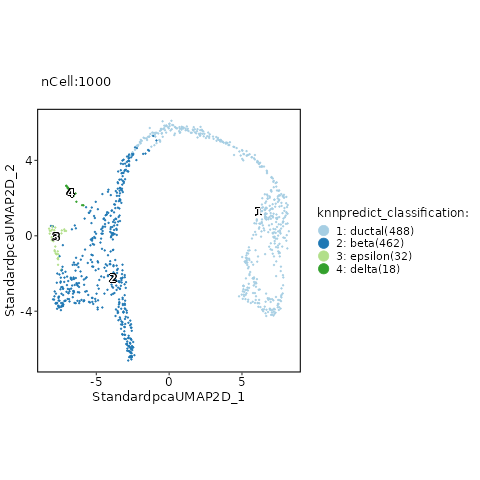 nCell:1000
StandardpcaUMAP2D_2
4
0
-4
4
3
2
1
-5
0
5
StandardpcaUMAP2D_1
knnpredict_classification:
1: ductal(488)
2: beta(462)
3: epsilon(32)
4: delta(18)